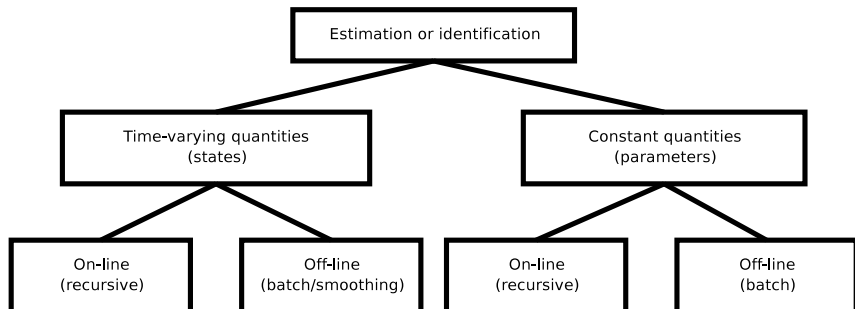 Estimation or identification
Time-varying quantities
(states)
Constant quantities
(parameters)
On-line
(recursive)
Off-line
(batch/smoothing)
On-line
(recursive)
Off-line
(batch)